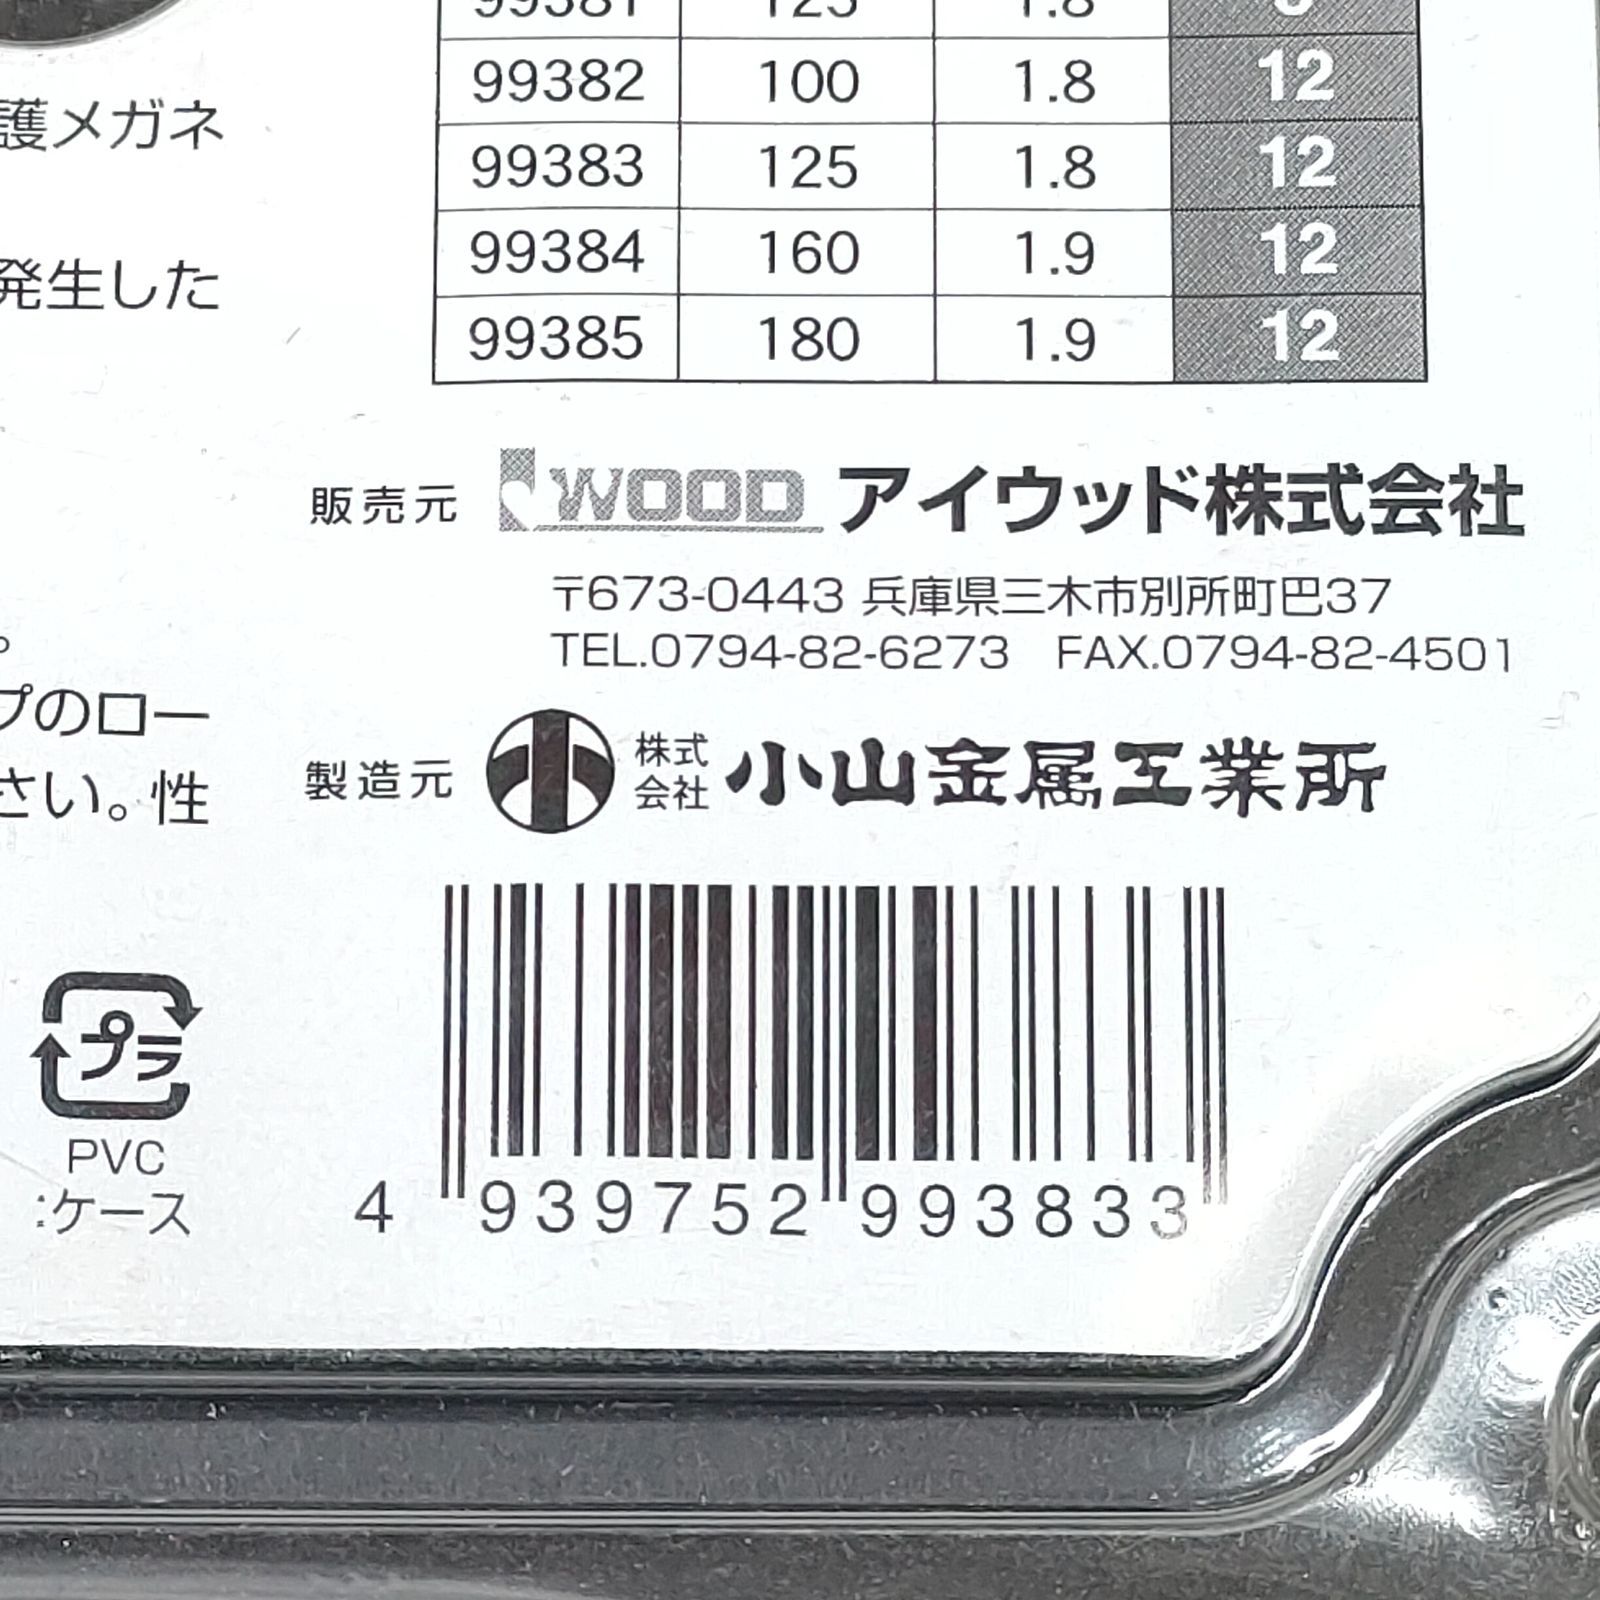 99381 125 1.8
99382 100 1.8 12
99383 125 1.8 12
99384 160 1.9 12
99385 180 1.9 12
護メガネ
発生した
。
プのロー
さい。性
販売元 WOOD アイウッド株式会社
〒673-0443 兵庫県三木市別所町巴37
TEL.0794-82-6273 FAX.0794-82-4501
製造元 株式会社 小山金属工業所
プラ
PVC
:ケース
4 939752 993833